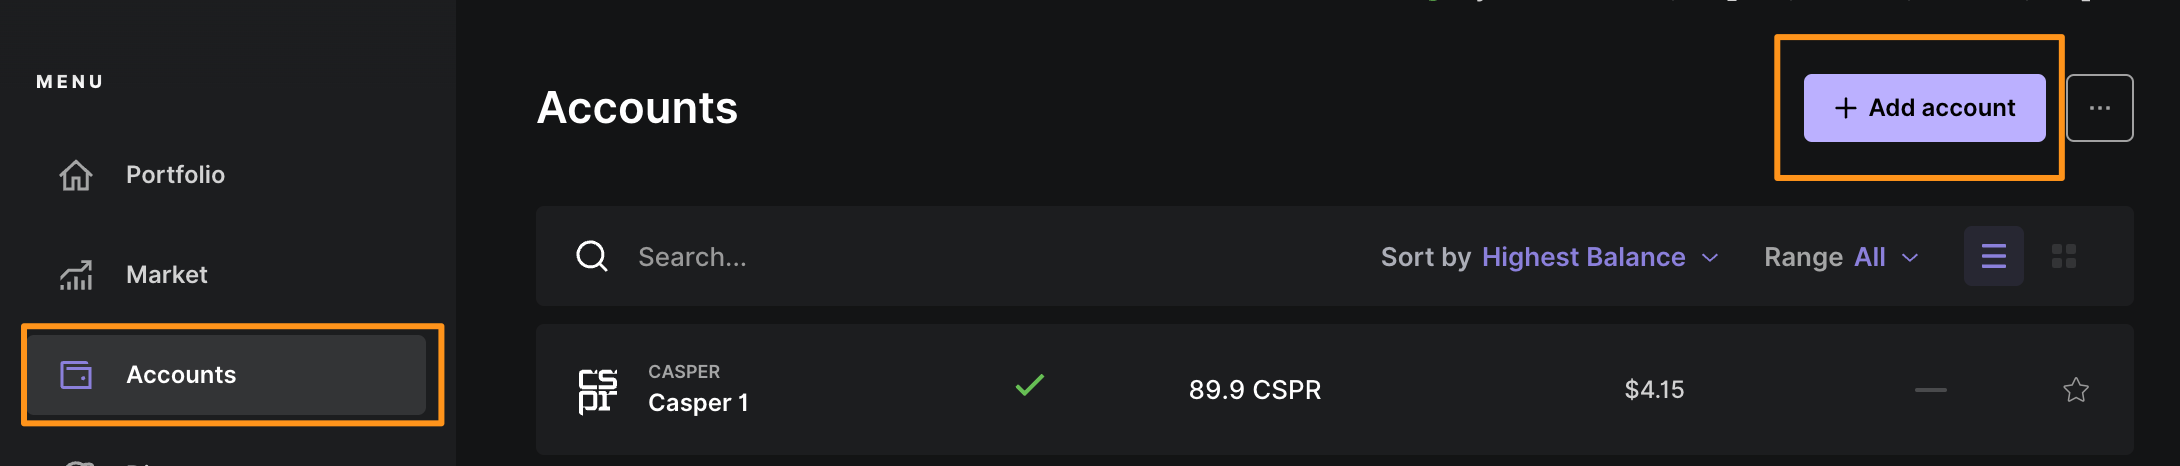 MENU
Portfolio
Market
Accounts
Accounts
+ Add account
...
Search...
Sort by Highest Balance
Range All
CSPR
CASPER
Casper 1
89.9 CSPR
$4.15
—